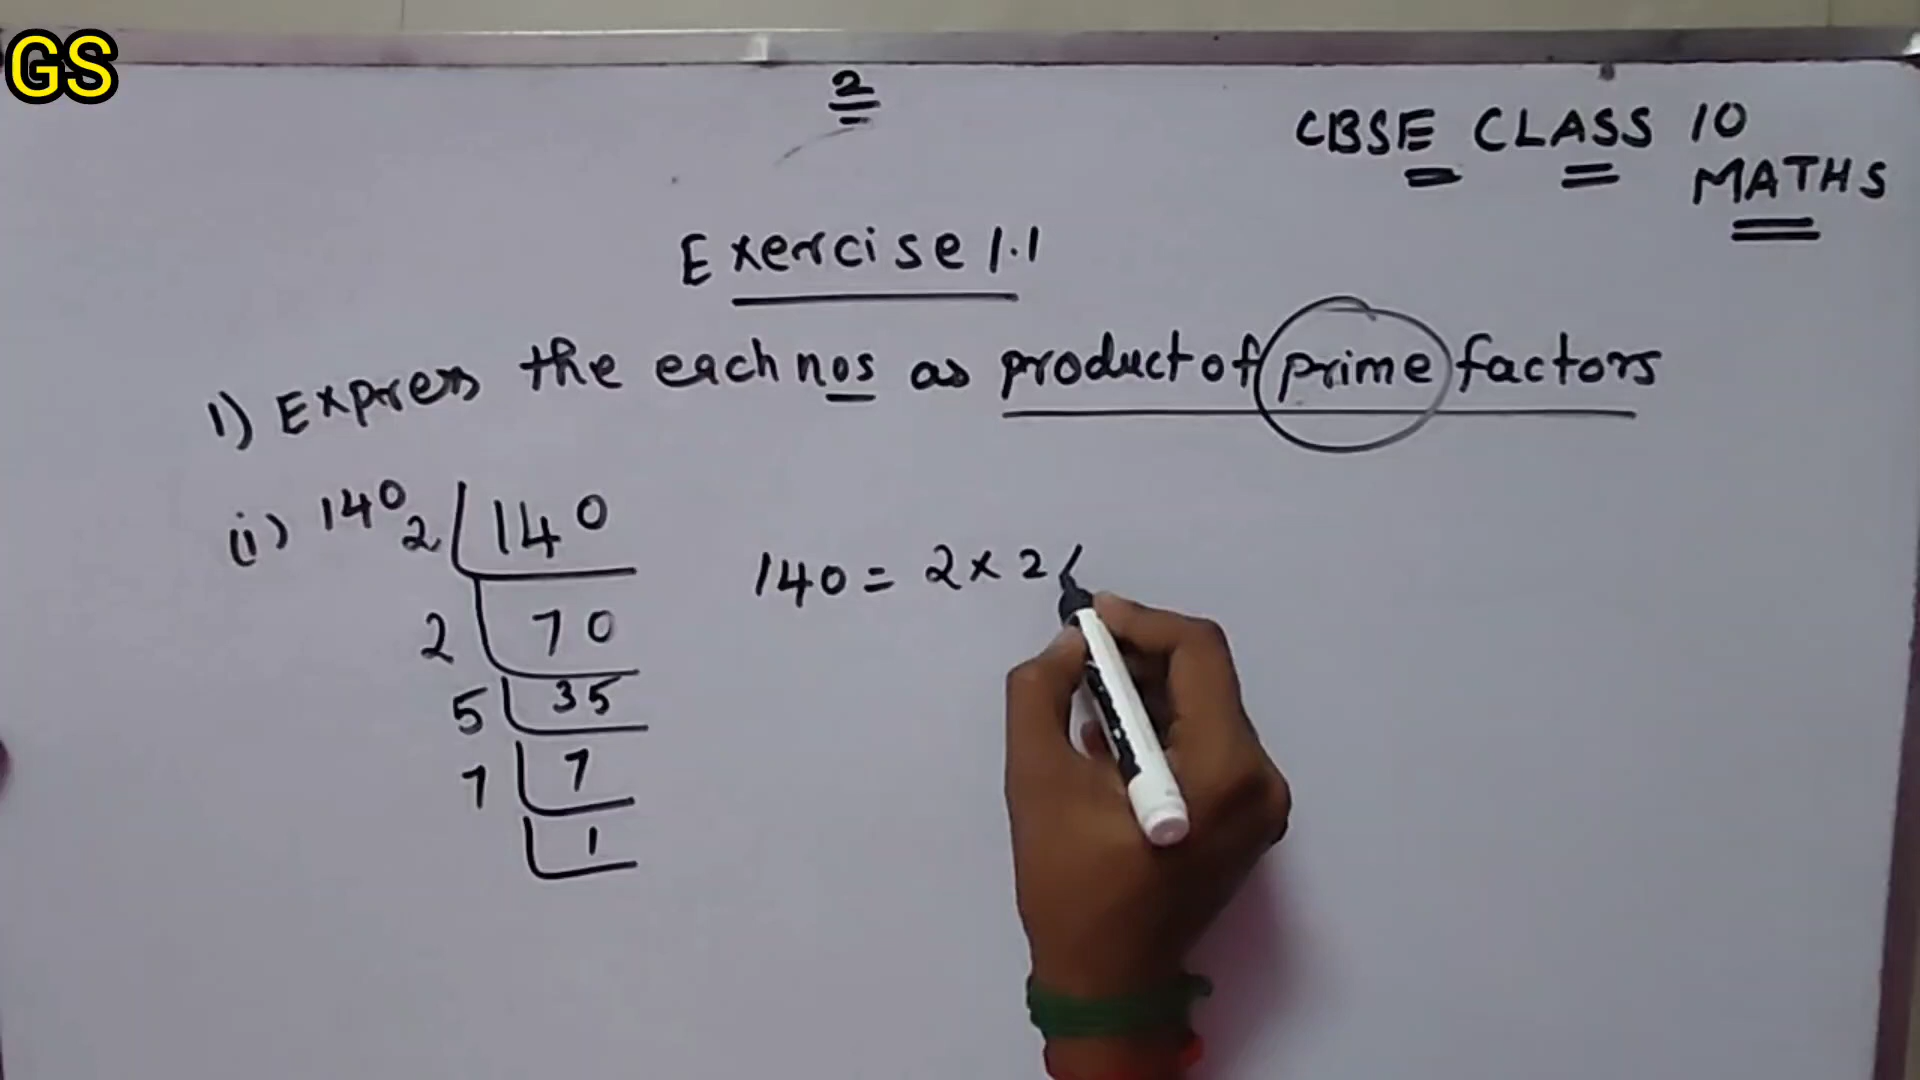 GS
2
CBSE CLASS 10
MATHS
Exercise 1.1
1) Express the each nos as product of prime factors
(i) 140
2 140
2 70
5 35
7 7
1
140 = 2 × 2